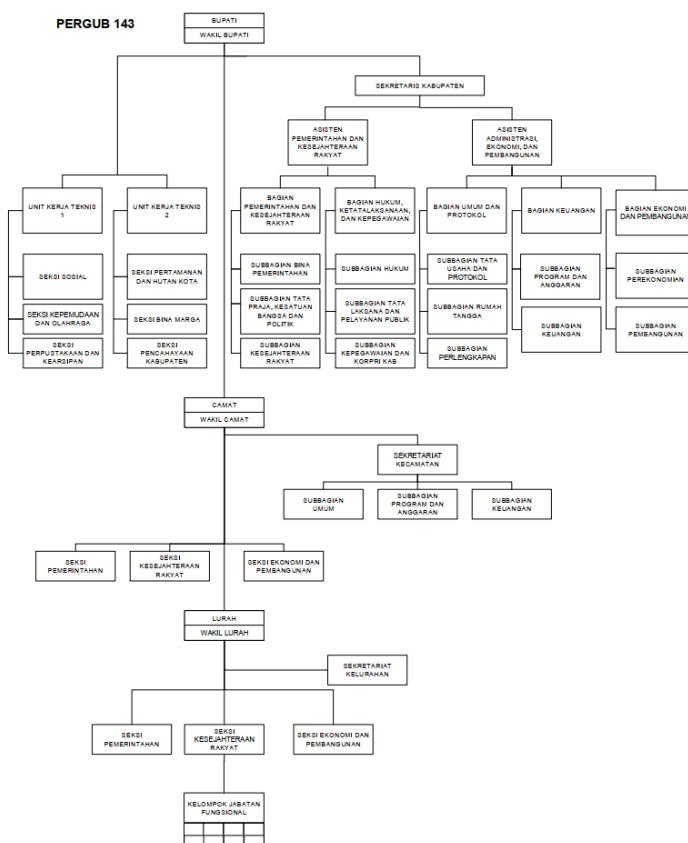 PERGUB 143
BUPATI
WAKIL BUPATI
SEKRETARIS KABUPATEN
ASISTEN
PEMERINTAHAN DAN
KESEJAHTERAAN
RAKYAT
ASISTEN
ADMINISTRASI,
EKONOMI, DAN
PEMBANGUNAN
UNIT KERJA TEKNIS
1
UNIT KERJA TEKNIS
2
BAGIAN
PEMERINTAHAN DAN
KESEJAHTERAAN
RAKYAT
BAGIAN HUKUM,
KETATALAKSANAAN,
DAN KEPEGAWAIAN
BAGIAN UMUM DAN
PROTOKOL
BAGIAN KEUANGAN
BAGIAN EKONOMI
DAN PEMBANGUNAN
SEKSI SOSIAL
SEKSI PERTAMANAN
DAN HUTAN KOTA
SUBBAGIAN BINA
PEMERINTAHAN
SUBBAGIAN HUKUM
SUBBAGIAN TATA
USAHA DAN
PROTOKOL
SUBBAGIAN
PROGRAM DAN
ANGGARAN
SUBBAGIAN
PEREKONOMIAN
SEKSI KEPEMUDAAN
DAN OLAHRAGA
SEKSI BINA MARGA
SUBBAGIAN TATA
PRAJA, KESATUAN
BANGSA DAN
POLITIK
SUBBAGIAN TATA
LAKSANA DAN
PELAYANAN PUBLIK
SUBBAGIAN RUMAH
TANGGA
SUBBAGIAN
KEUANGAN
SUBBAGIAN
PEMBANGUNAN
SEKSI
PERPUSTAKAAN DAN
KEARSIPAN
SEKSI
PENCAHAYAAN
KABUPATEN
SUBBAGIAN
KESEJAHTERAAN
RAKYAT
SUBBAGIAN
KEPEGAWAIAN DAN
KORPRI KAB
SUBBAGIAN
PERLENGKAPAN
CAMAT
WAKIL CAMAT
SEKRETARIAT
KECAMATAN
SUBBAGIAN
UMUM
SUBBAGIAN
PROGRAM DAN
ANGGARAN
SUBBAGIAN
KEUANGAN
SEKSI
PEMERINTAHAN
SEKSI
KESEJAHTERAAN
RAKYAT
SEKSI EKONOMI DAN
PEMBANGUNAN
LURAH
WAKIL LURAH
SEKRETARIAT
KELURAHAN
SEKSI
PEMERINTAHAN
SEKSI
KESEJAHTERAAN
RAKYAT
SEKSI EKONOMI DAN
PEMBANGUNAN
KELOMPOK JABATAN
FUNGSIONAL